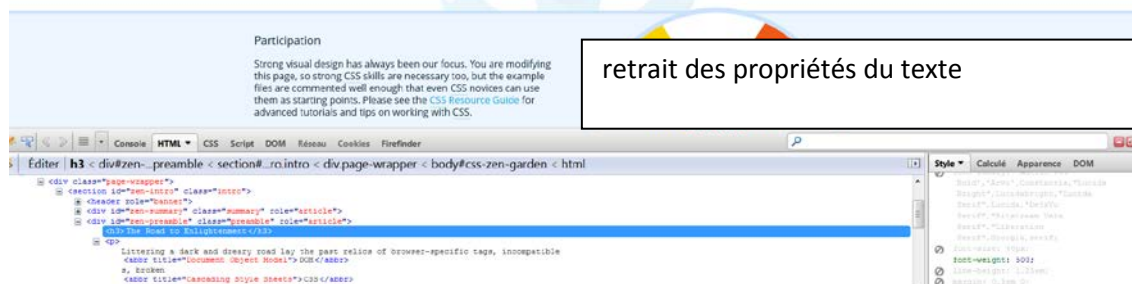 Participation
Strong visual design has always been our focus. You are modifying
this page, so strong CSS skills are necessary too, but the example
files are commented well enough that even CSS novices can use
them as starting points. Please see the CSS Resource Guide for
advanced tutorials and tips on working with CSS.
retrait des propriétés du texte
Console HTML CSS Script DOM Réseau Cookies Firefinder
Éditer h3 < div#zen-...preamble < section#...ro.intro < div.page-wrapper < body#css-zen-garden < html
Style Calculé Apparence DOM
<div class="page-wrapper">
<section id="zen-intro" class="intro">
<header role="banner">
<div id="zen-summary" class="summary" role="article">
<div id="zen-preamble" class="preamble" role="article">
<h3>The Road to Enlightenment</h3>
<p>
Littering a dark and dreary road lay the past relics of browser-specific tags, incompatible
<abbr title="Document Object Model">DOM</abbr>
s, broken
<abbr title="Cascading Style Sheets">CSS</abbr>
font-weight: 500;